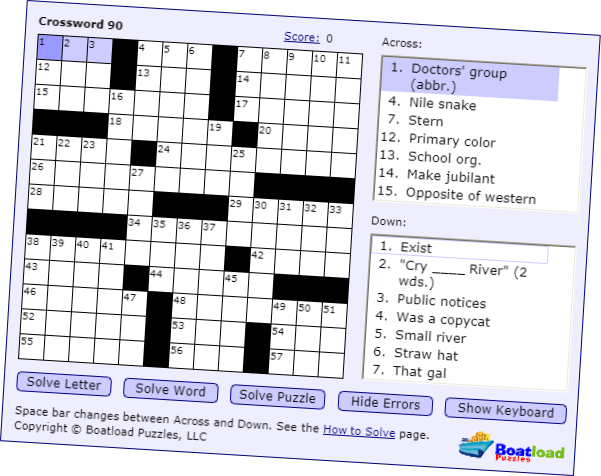 Crossword 90
Score: 0
1 2 3 4 5 6 7 8 9 10 11
12 13 14
15 16 17
18 19 20
21 22 23 24 25
26 27
28 29 30 31 32 33
34 35 36 37
38 39 40 41 42
43 44 45
46 47 48 49 50 51
52 53 54
55 56 57
Across:
1. Doctors' group
(abbr.)
4. Nile snake
7. Stern
12. Primary color
13. School org.
14. Make jubilant
15. Opposite of western
Down:
1. Exist
2. "Cry ____ River" (2
wds.)
3. Public notices
4. Was a copycat
5. Small river
6. Straw hat
7. That gal
Solve Letter Solve Word Solve Puzzle Hide Errors Show Keyboard
Space bar changes between Across and Down. See the How to Solve page.
Copyright © Boatload Puzzles, LLC
Boatload
Puzzles